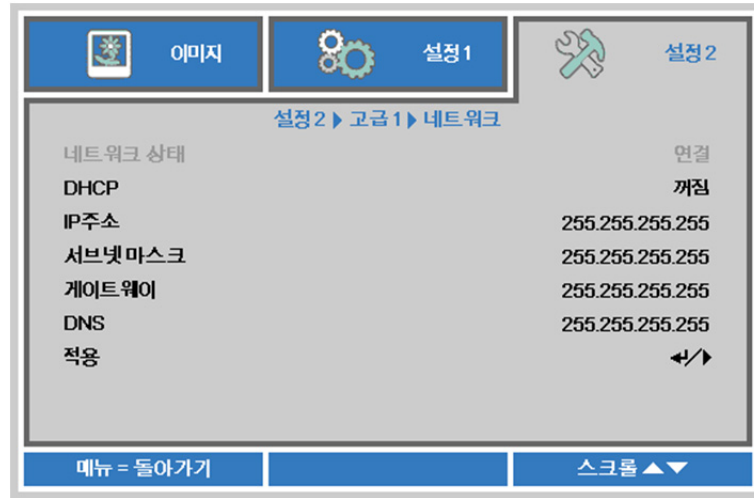 이미지 설정 1 설정 2
설정 2 ▶ 고급 1 ▶ 네트워크
네트워크 상태 연결
DHCP 꺼짐
IP주소 255.255.255.255
서브넷 마스크 255.255.255.255
게이트웨이 255.255.255.255
DNS 255.255.255.255
적용 ↵/▶
메뉴 = 돌아가기 스크롤 ▲▼